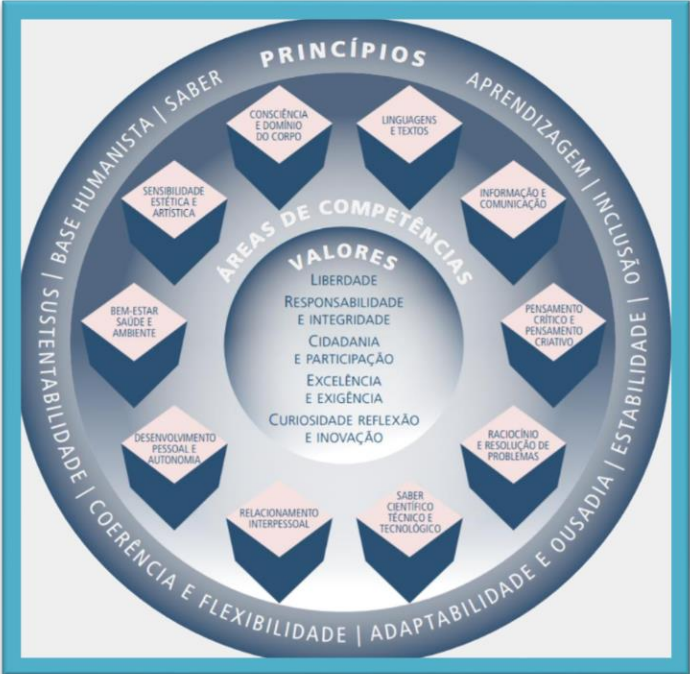 PRINCÍPIOS
BASE HUMANISTA | SABER
APRENDIZAGEM | INCLUSÃO |
ESTABILIDADE |
ADAPTABILIDADE E OUSADIA |
COERÊNCIA E FLEXIBILIDADE |
SUSTENTABILIDADE |
ÁREAS DE COMPETÊNCIAS
CONSCIÊNCIA
E DOMÍNIO
DO CORPO
LINGUAGENS
E TEXTOS
INFORMAÇÃO E
COMUNICAÇÃO
PENSAMENTO
CRÍTICO E
PENSAMENTO
CRIATIVO
RACIOCÍNIO
E RESOLUÇÃO DE
PROBLEMAS
SABER
CIENTÍFICO
TÉCNICO E
TECNOLÓGICO
RELACIONAMENTO
INTERPESSOAL
DESENVOLVIMENTO
PESSOAL E
AUTONOMIA
BEM-ESTAR
SAÚDE E
AMBIENTE
SENSIBILIDADE
ESTÉTICA E
ARTÍSTICA
VALORES
LIBERDADE
RESPONSABILIDADE
E INTEGRIDADE
CIDADANIA
E PARTICIPAÇÃO
EXCELÊNCIA
E EXIGÊNCIA
CURIOSIDADE REFLEXÃO
E INOVAÇÃO